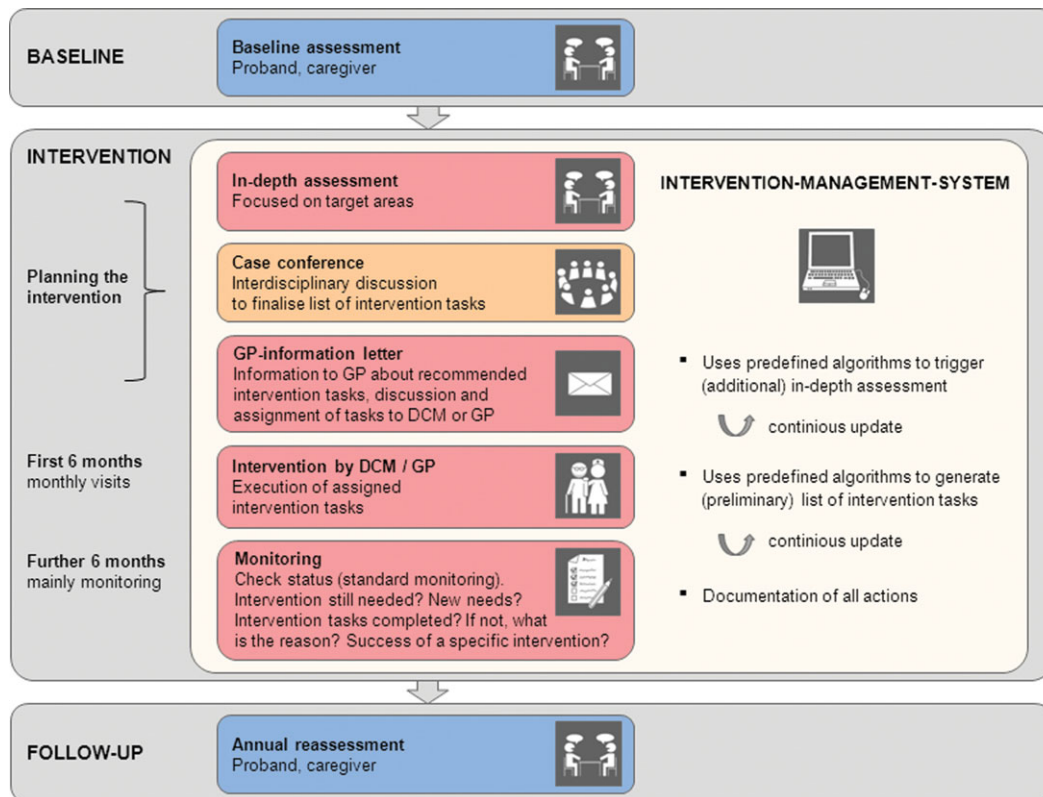 BASELINE
Baseline assessment
Proband, caregiver
INTERVENTION
Planning the
intervention
First 6 months
monthly visits
Further 6 months
mainly monitoring
In-depth assessment
Focused on target areas
Case conference
Interdisciplinary discussion
to finalise list of intervention tasks
GP-information letter
Information to GP about recommended
intervention tasks, discussion and
assignment of tasks to DCM or GP
Intervention by DCM / GP
Execution of assigned
intervention tasks
Monitoring
Check status (standard monitoring).
Intervention still needed? New needs?
Intervention tasks completed? If not, what
is the reason? Success of a specific intervention?
INTERVENTION-MANAGEMENT-SYSTEM
▪ Uses predefined algorithms to trigger
(additional) in-depth assessment
continious update
▪ Uses predefined algorithms to generate
(preliminary) list of intervention tasks
continious update
▪ Documentation of all actions
FOLLOW-UP
Annual reassessment
Proband, caregiver